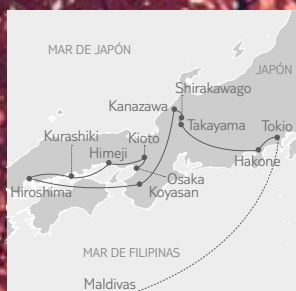 MAR DE JAPÓN
JAPÓN
Shirakawago
Kanazawa
Takayama
Tokio
Kurashiki
Kioto
Himeji
Hakone
Osaka
Hiroshima
Koyasan
MAR DE FILIPINAS
Maldivas